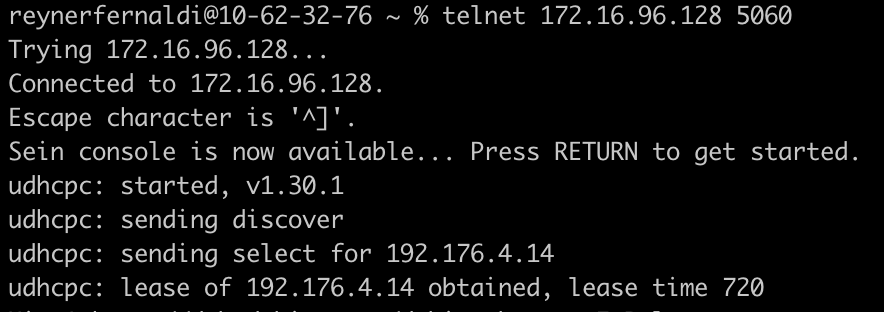 reynerfernaldi@10-62-32-76 ~ % telnet 172.16.96.128 5060
Trying 172.16.96.128...
Connected to 172.16.96.128.
Escape character is '^]'.
Sein console is now available... Press RETURN to get started.
udhcpc: started, v1.30.1
udhcpc: sending discover
udhcpc: sending select for 192.176.4.14
udhcpc: lease of 192.176.4.14 obtained, lease time 720